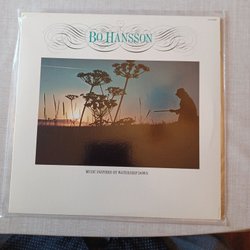 BO HANSSON
MUSIC INSPIRED BY WATERSHIP DOWN